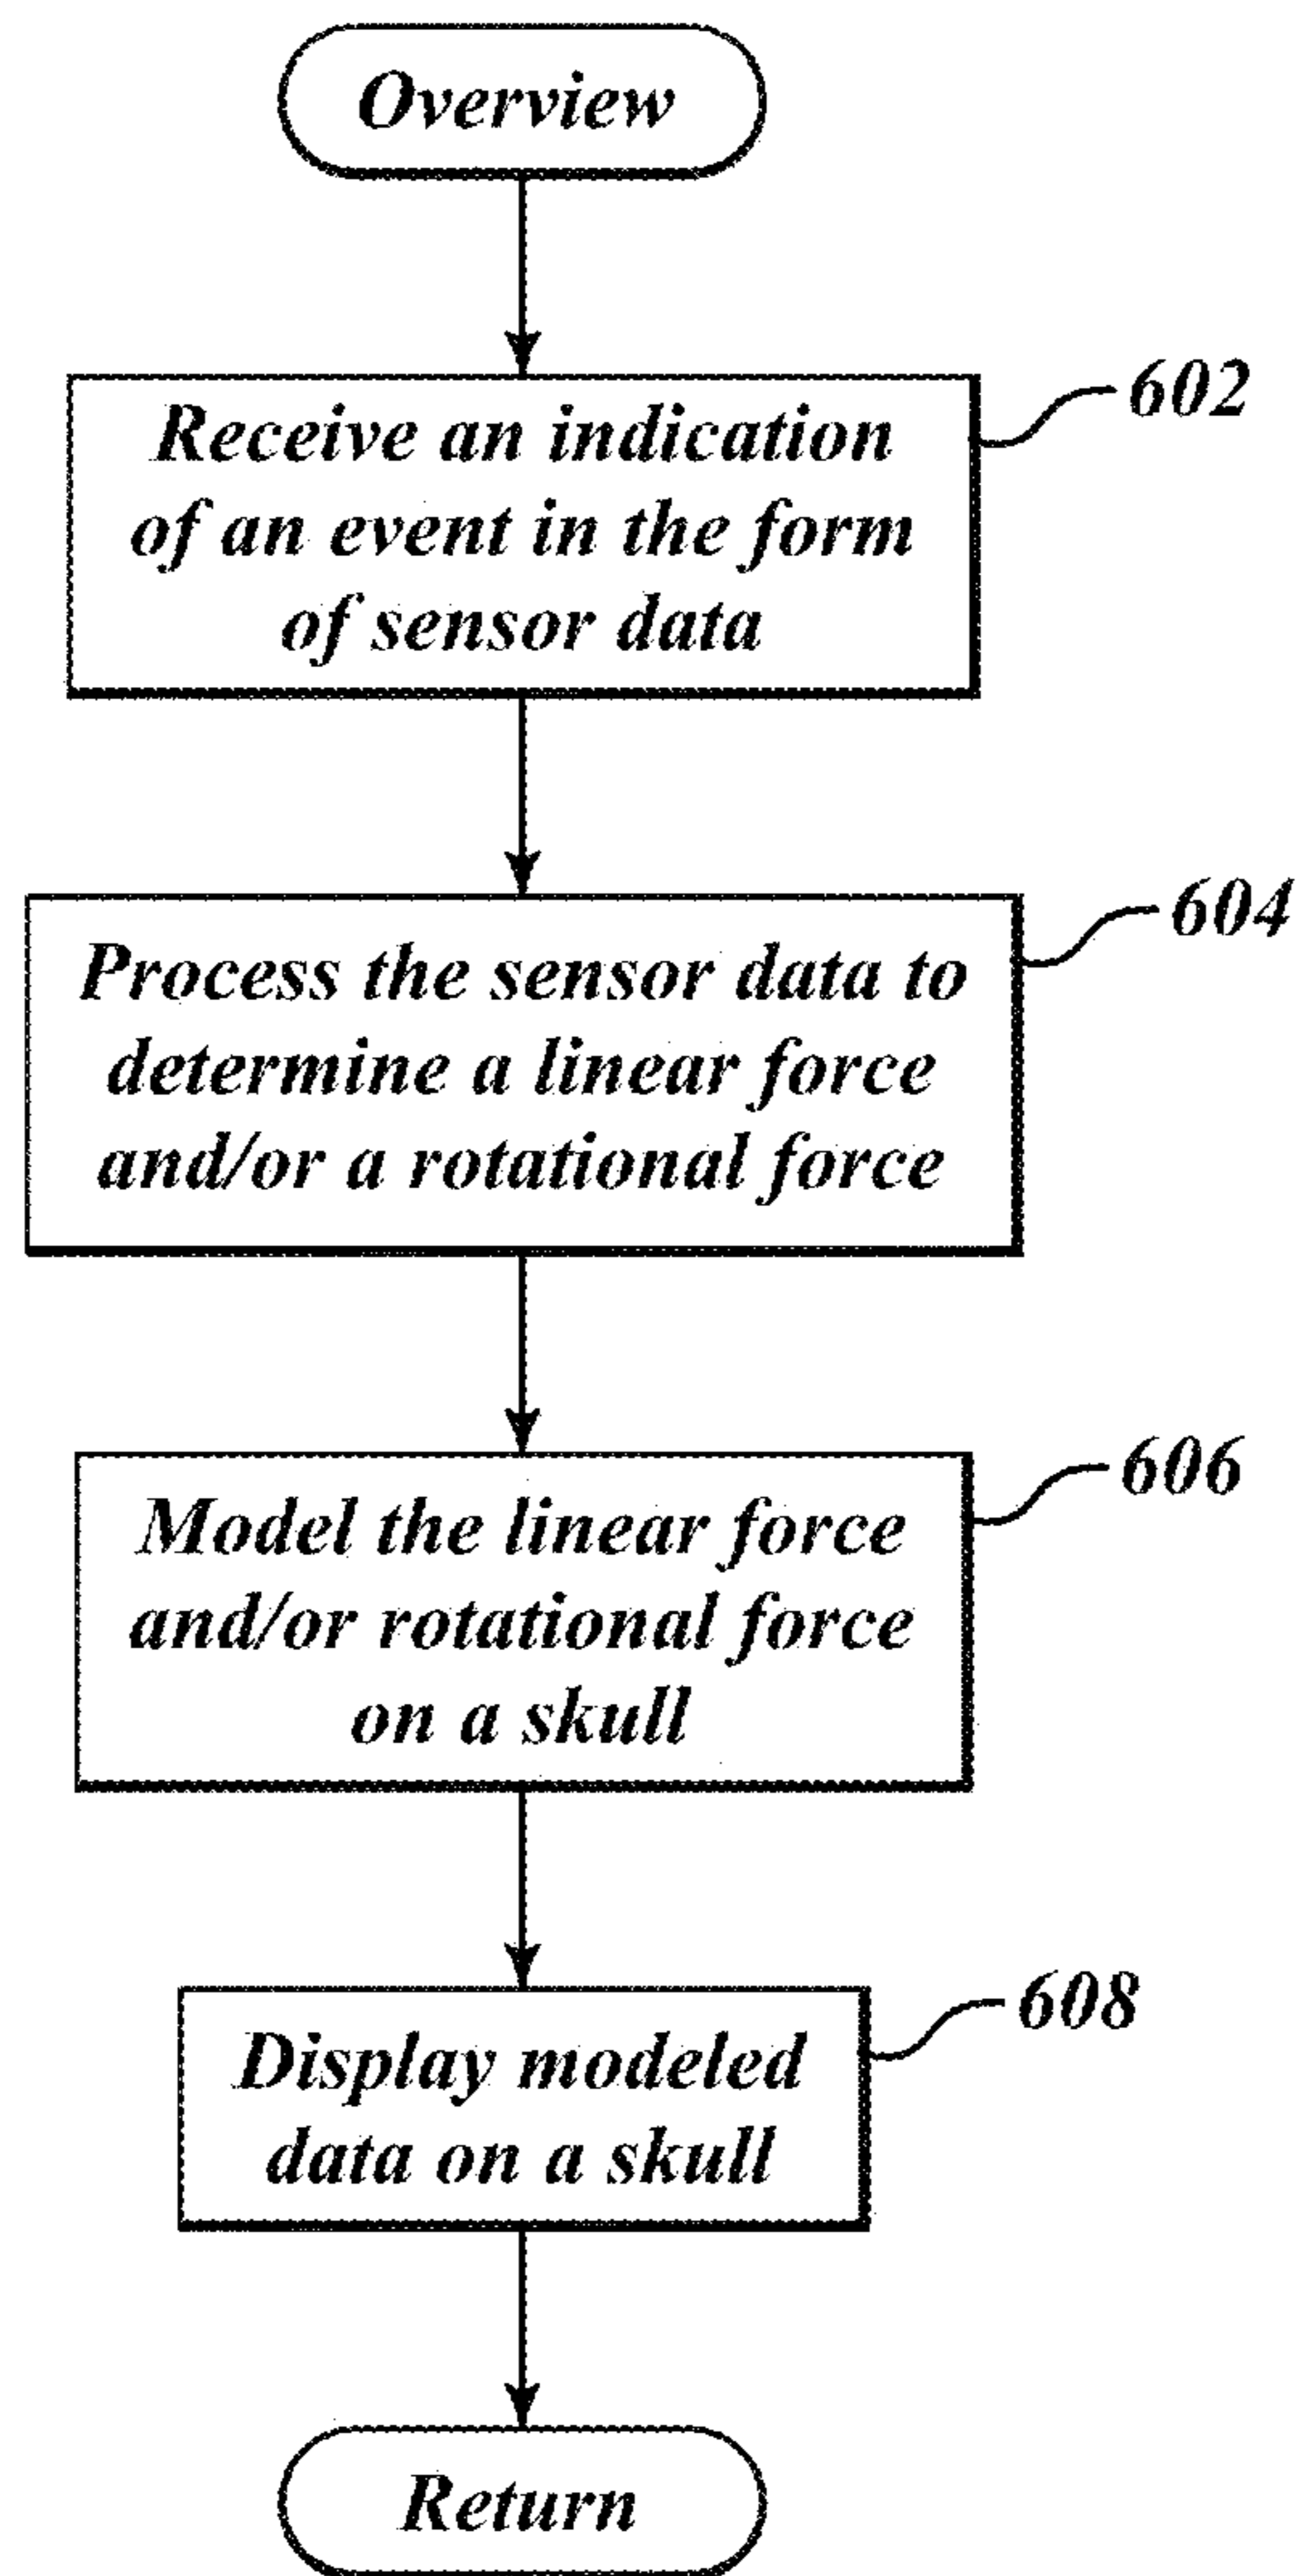 Overview
Receive an indication
of an event in the form
of sensor data
602
Process the sensor data to
determine a linear force
and/or a rotational force
604
Model the linear force
and/or rotational force
on a skull
606
Display modeled
data on a skull
608
Return